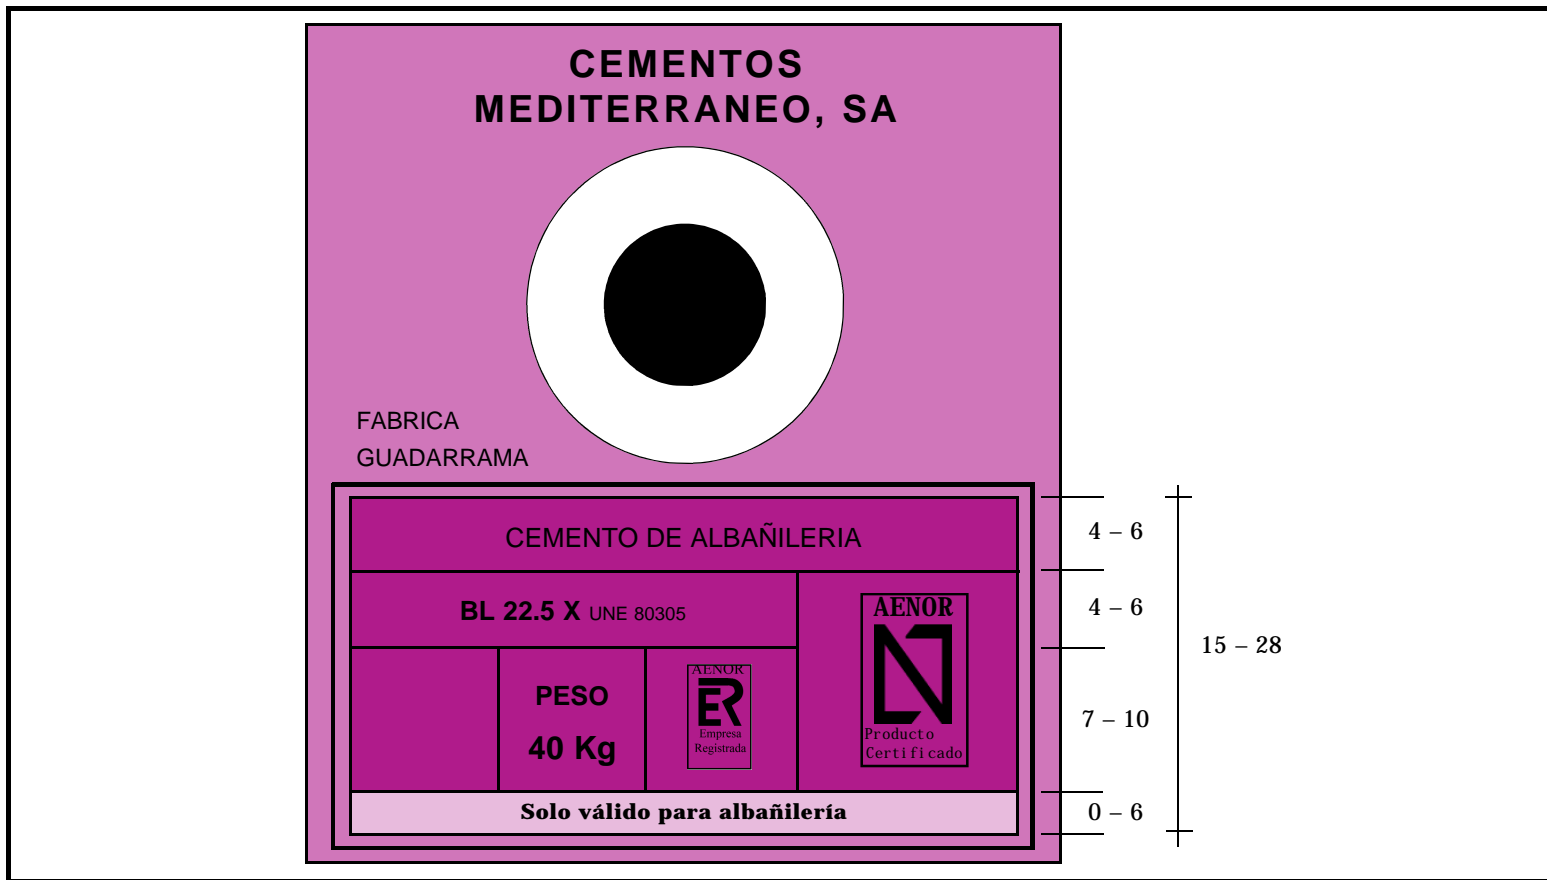 CEMENTOS
MEDITERRANEO, SA
FABRICA
GUADARRAMA
CEMENTO DE ALBAÑILERIA
4 – 6
BL 22.5 X UNE 80305
AENOR
4 – 6
15 – 28
PESO
40 Kg
AENOR
ER
Empresa
Registrada
N
Producto
Certificado
7 – 10
Solo válido para albañilería
0 – 6